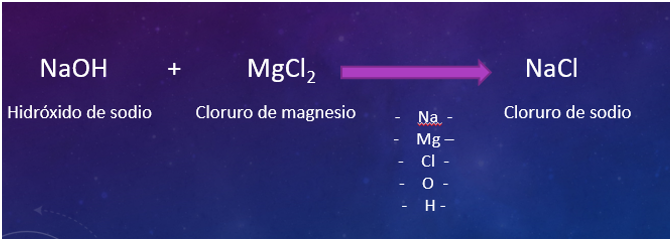 NaOH + MgCl₂ NaCl
Hidróxido de sodio Cloruro de magnesio Cloruro de sodio
- Na -
- Mg –
- Cl -
- O -
- H -